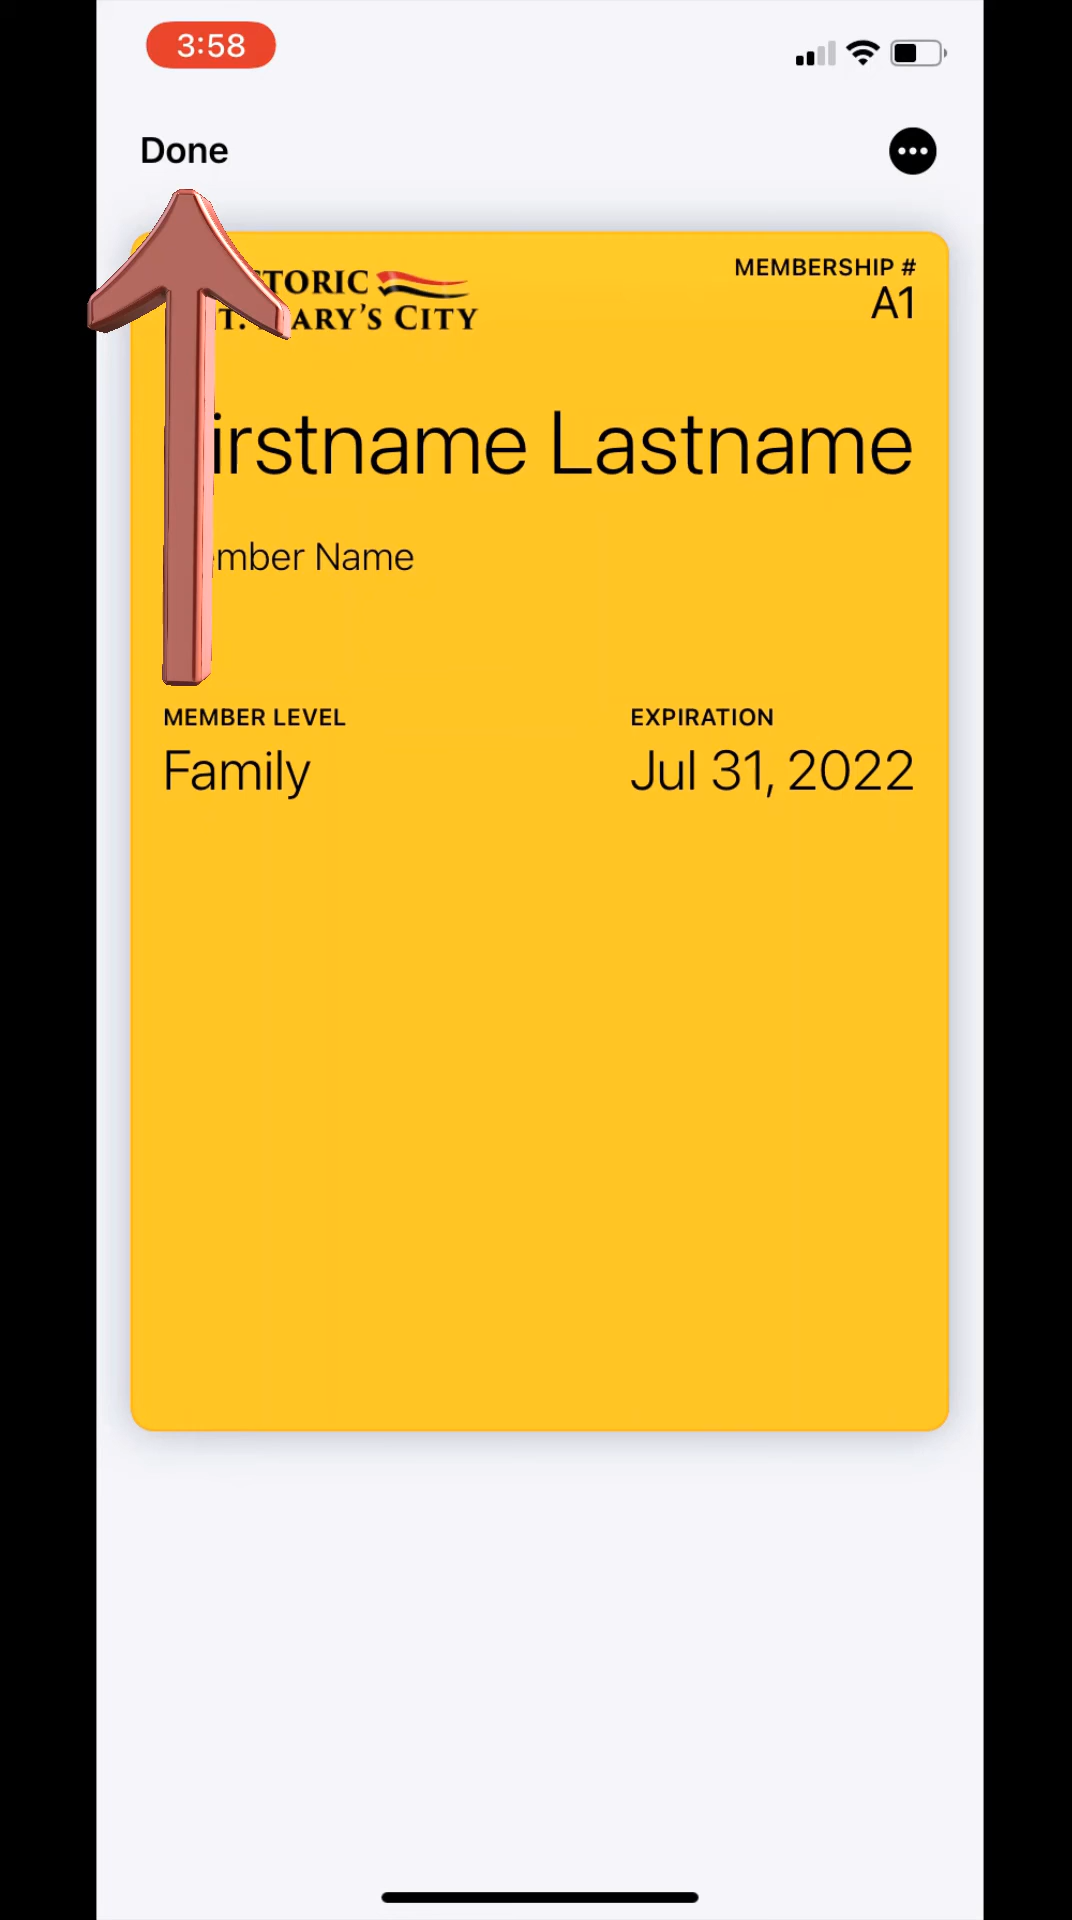 3:58
Done
TORIC
T. ARY'S CITY
MEMBERSHIP #
A1
irstname Lastname
mber Name
MEMBER LEVEL
Family
EXPIRATION
Jul 31, 2022